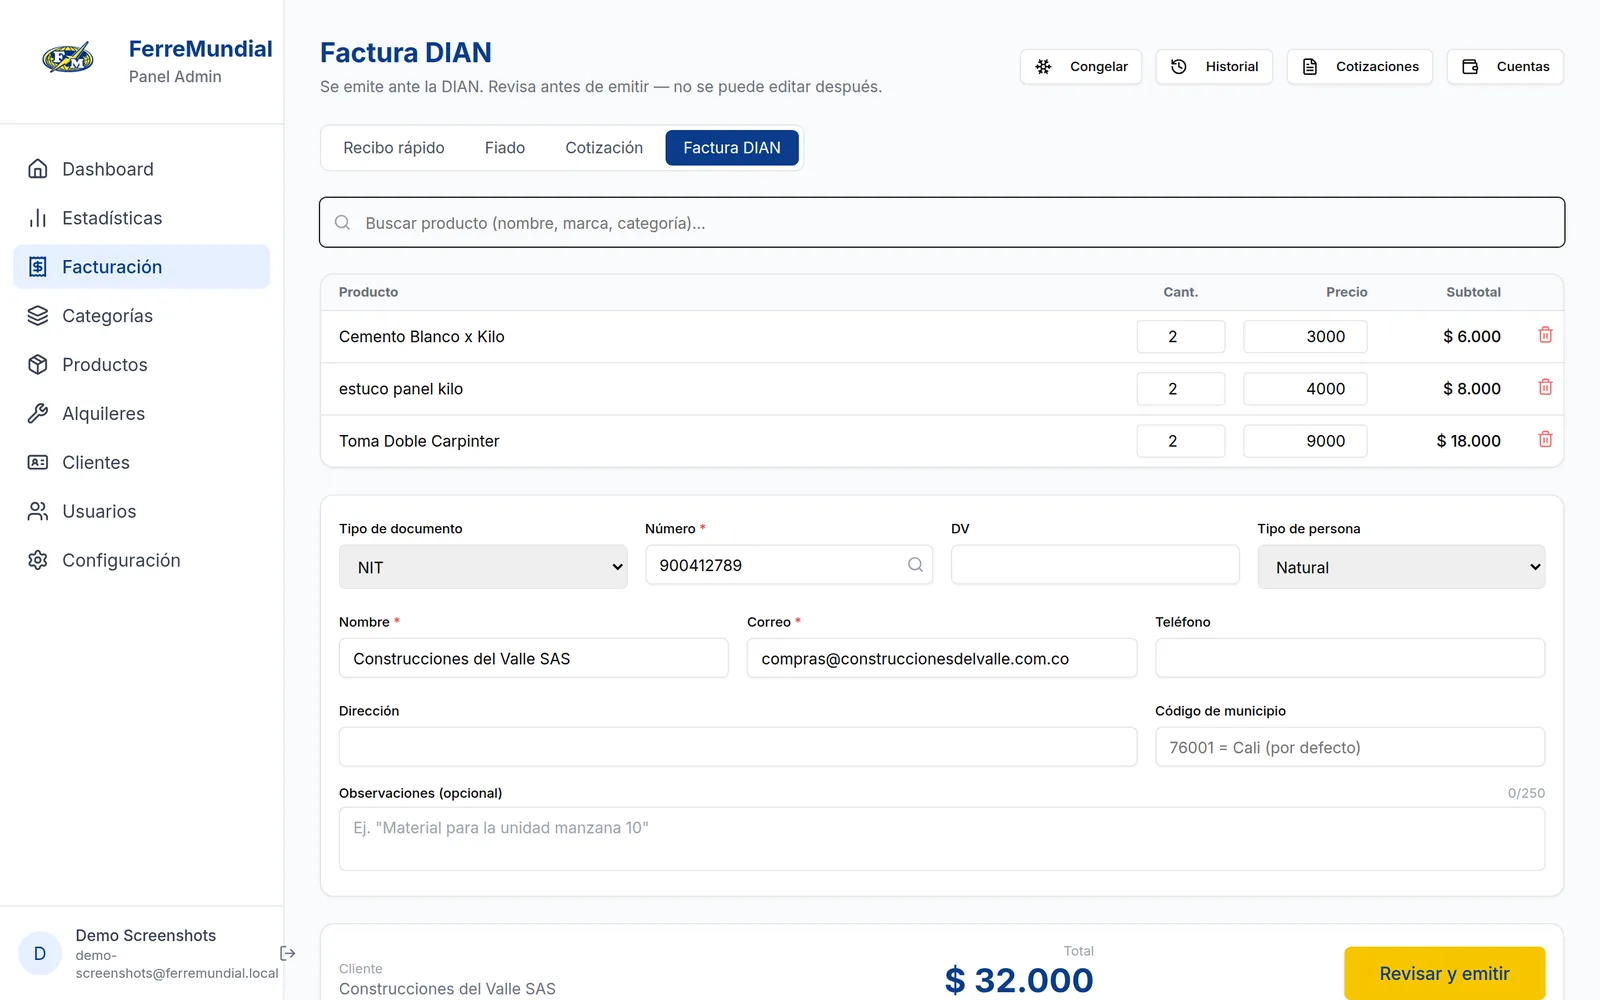 FM
FerreMundial
Panel Admin
Dashboard
Estadísticas
Facturación
Categorías
Productos
Alquileres
Clientes
Usuarios
Configuración
D
Demo Screenshots
demo-
screenshots@ferremundial.local
Factura DIAN
Se emite ante la DIAN. Revisa antes de emitir — no se puede editar después.
Congelar
Historial
Cotizaciones
Cuentas
Recibo rápido
Fiado
Cotización
Factura DIAN
Buscar producto (nombre, marca, categoría)...
Producto Cant. Precio Subtotal
Cemento Blanco x Kilo 2 3000 $ 6.000
estuco panel kilo 2 4000 $ 8.000
Toma Doble Carpinter 2 9000 $ 18.000
Tipo de documento Número * DV Tipo de persona
NIT 900412789 Natural
Nombre * Correo * Teléfono
Construcciones del Valle SAS compras@construccionesdelvalle.com.co
Dirección Código de municipio
76001 = Cali (por defecto)
Observaciones (opcional) 0/250
Ej. "Material para la unidad manzana 10"
Cliente
Construcciones del Valle SAS
Total
$ 32.000
Revisar y emitir